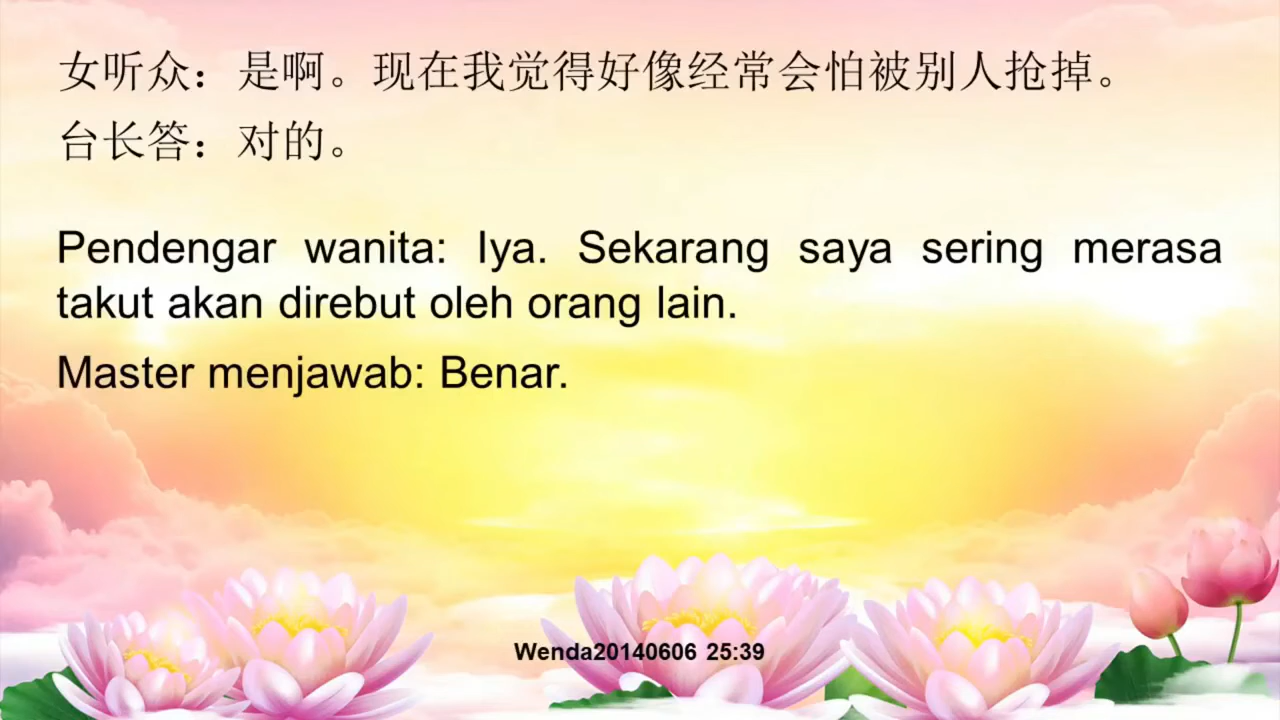 女听众：是啊。现在我觉得好像经常会怕被别人抢掉。
台长答：对的。
Pendengar wanita: Iya. Sekarang saya sering merasa
takut akan direbut oleh orang lain.
Master menjawab: Benar.
Wenda20140606 25:39